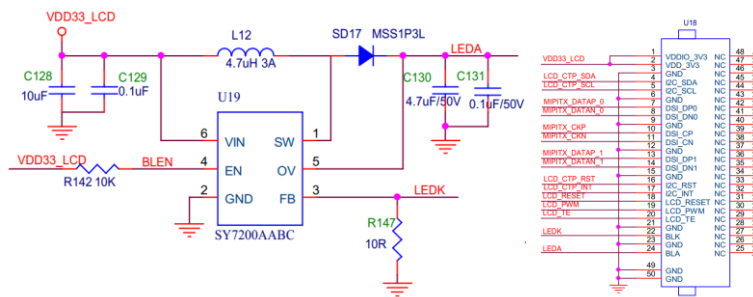 VDD33_LCD
L12
4.7uH 3A
SD17 MSS1P3L
LEDA
C128
10uF
C129
0.1uF
C130
4.7uF/50V
C131
0.1uF/50V
U19
6 VIN SW 1
VDD33_LCD
BLEN
4 EN OV 5
R142 10K
2 GND FB 3
LEDK
SY7200AABC
R147
10R
U18
VDD33_LCD 1 VDDIO_3V3 NC 48
2 VDD_3V3 NC 47
3 GND NC 46
LCD_CTP_SDA 4 I2C_SDA NC 45
LCD_CTP_SCL 5 I2C_SCL NC 44
6 GND NC 43
MIPITX_DATAP_0 7 DSI_DP0 NC 42
MIPITX_DATAN_0 8 DSI_DN0 NC 41
9 GND NC 40
MIPITX_CKP 10 DSI_CP NC 39
MIPITX_CKN 11 DSI_CN NC 38
12 GND NC 37
MIPITX_DATAP_1 13 DSI_DP1 NC 36
MIPITX_DATAN_1 14 DSI_DN1 NC 35
15 GND NC 34
LCD_CTP_RST 16 I2C_RST NC 33
LCD_CTP_INT 17 I2C_INT NC 32
LCD_RESET 18 LCD_RESET NC 31
LCD_PWM 19 LCD_PWM NC 30
LCD_TE 20 LCD_TE NC 29
21 GND NC 28
LEDK 22 BLK NC 27
23 GND NC 26
LEDA 24 BLA NC 25
49 GND
50 GND